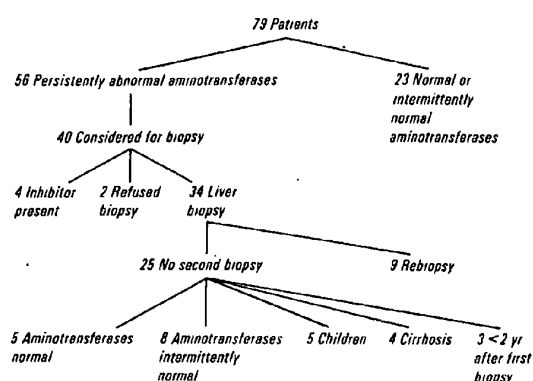 79 Patients
56 Persistently abnormal aminotransferases
23 Normal or
intermittently
normal
aminotransferases
40 Considered for biopsy
4 Inhibitor
present
2 Refused
biopsy
34 Liver
biopsy
25 No second biopsy
9 Rebiopsy
5 Aminotransferases
normal
8 Aminotransferases
intermittently
normal
5 Children
4 Cirrhosis
3 <2 yr
after first
biopsy